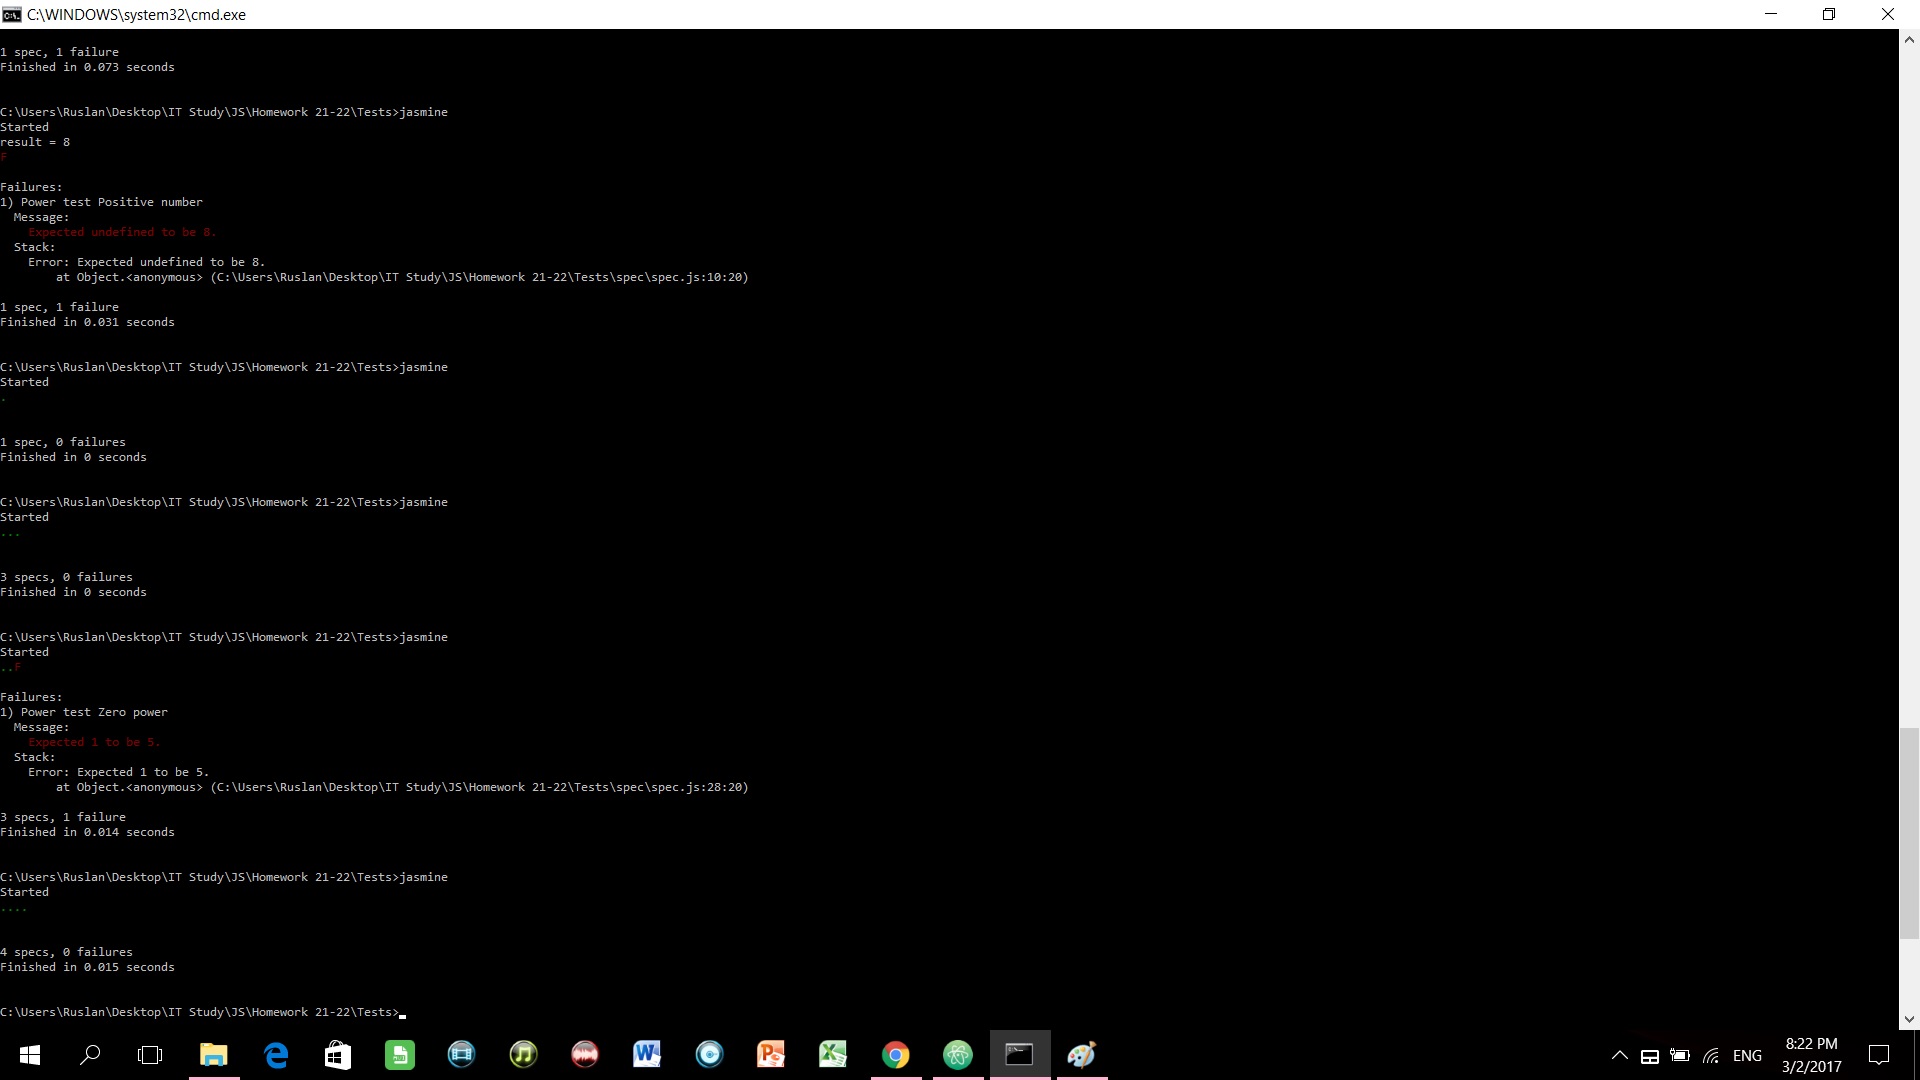 C:\WINDOWS\system32\cmd.exe
1 spec, 1 failure
Finished in 0.073 seconds
C:\Users\Ruslan\Desktop\IT Study\JS\Homework 21-22\Tests>jasmine
Started
result = 8
F
Failures:
1) Power test Positive number
Message:
Expected undefined to be 8.
Stack:
Error: Expected undefined to be 8.
at Object.<anonymous> (C:\Users\Ruslan\Desktop\IT Study\JS\Homework 21-22\Tests\spec\spec.js:10:20)
1 spec, 1 failure
Finished in 0.031 seconds
C:\Users\Ruslan\Desktop\IT Study\JS\Homework 21-22\Tests>jasmine
Started
.
1 spec, 0 failures
Finished in 0 seconds
C:\Users\Ruslan\Desktop\IT Study\JS\Homework 21-22\Tests>jasmine
Started
...
3 specs, 0 failures
Finished in 0 seconds
C:\Users\Ruslan\Desktop\IT Study\JS\Homework 21-22\Tests>jasmine
Started
..F
Failures:
1) Power test Zero power
Message:
Expected 1 to be 5.
Stack:
Error: Expected 1 to be 5.
at Object.<anonymous> (C:\Users\Ruslan\Desktop\IT Study\JS\Homework 21-22\Tests\spec\spec.js:28:20)
3 specs, 1 failure
Finished in 0.014 seconds
C:\Users\Ruslan\Desktop\IT Study\JS\Homework 21-22\Tests>jasmine
Started
....
4 specs, 0 failures
Finished in 0.015 seconds
C:\Users\Ruslan\Desktop\IT Study\JS\Homework 21-22\Tests>
ENG
8:22 PM
3/2/2017